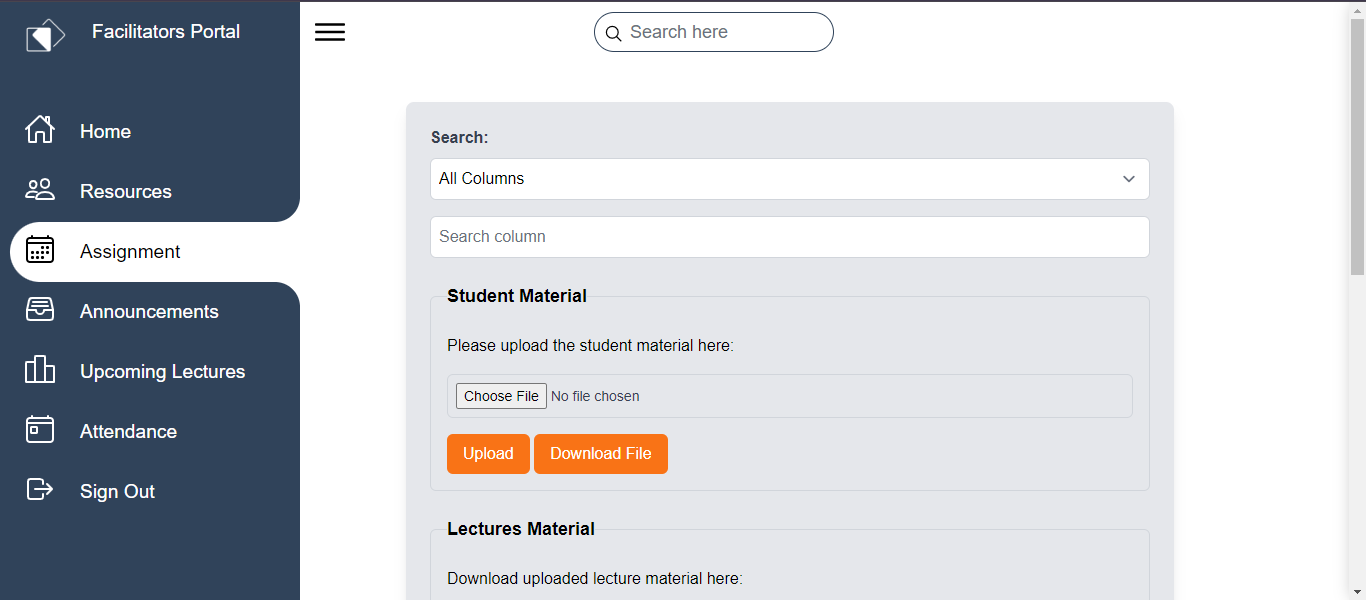 Facilitators Portal
Search here
Home
Resources
Assignment
Announcements
Upcoming Lectures
Attendance
Sign Out
Search:
All Columns
Search column
Student Material
Please upload the student material here:
Choose File No file chosen
Upload Download File
Lectures Material
Download uploaded lecture material here: